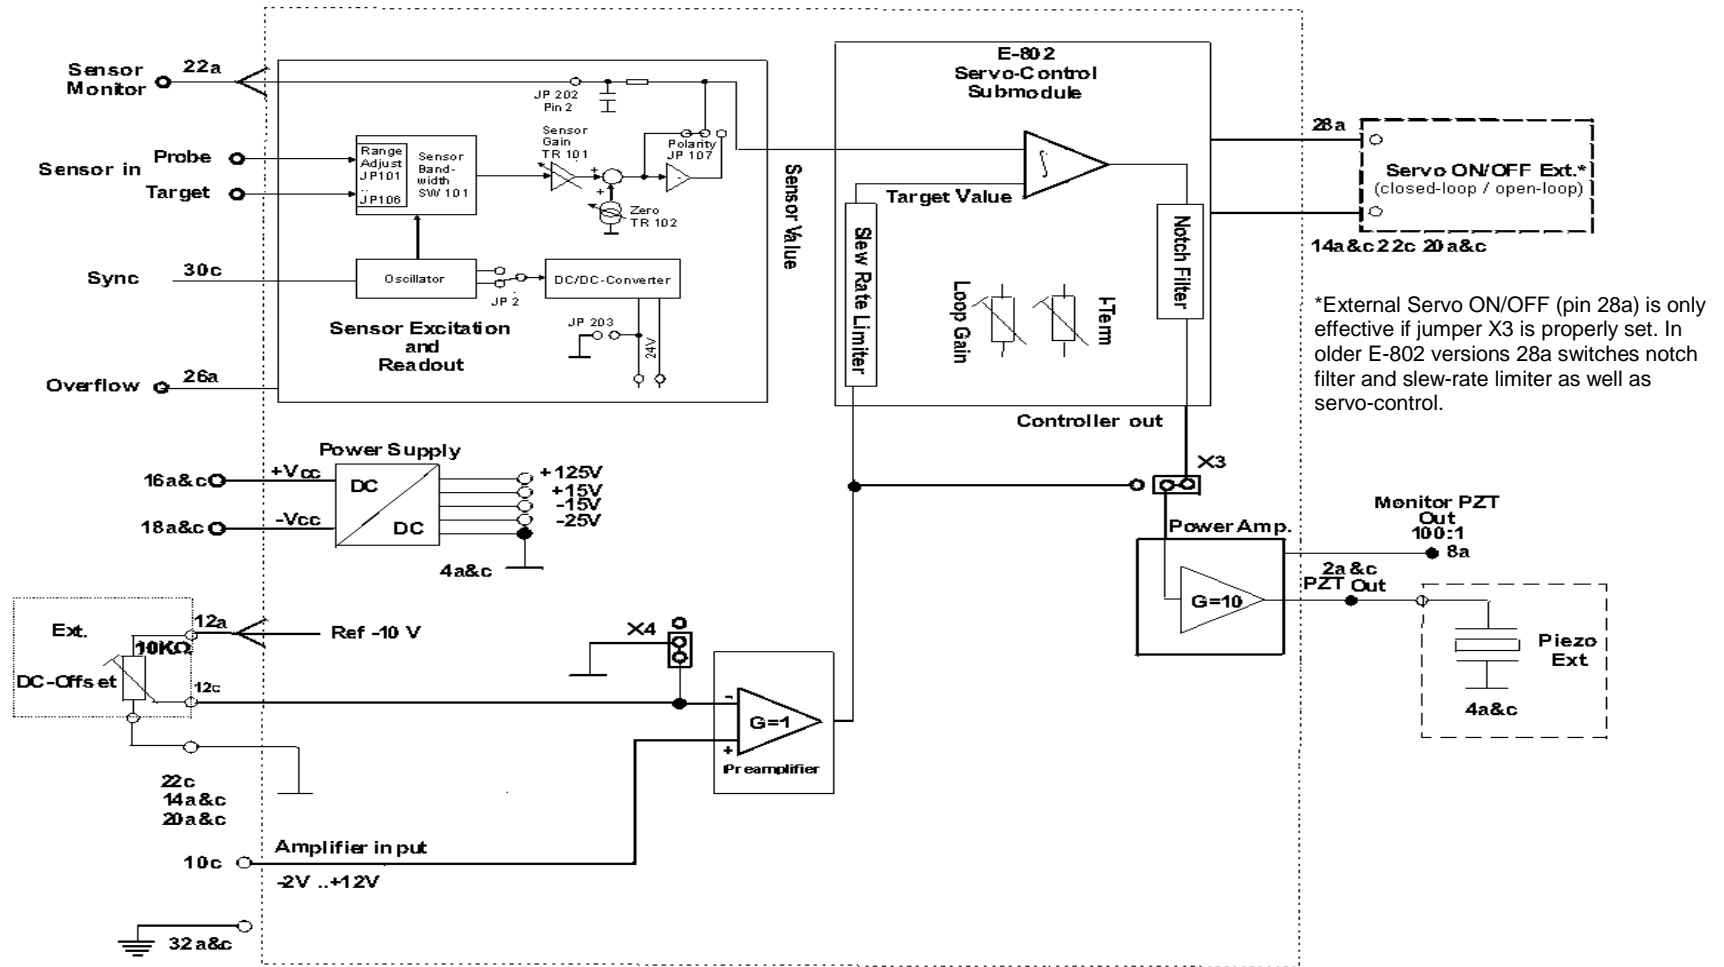 Sensor
Monitor
22a
Sensor in
Probe
Target
Sync
30c
Overflow
26a
JP 202
Pin 2
Range
Adjust
JP101
..
JP106
Sensor
Band-
width
SW 101
Sensor
Gain
TR 101
+
+
Zero
TR 102
Polarity
JP 107
-
Oscillator
JP 2
DC/DC-Converter
JP 203
24V
Sensor Excitation
and
Readout
Sensor Value
E-802
Servo-Control
Submodule
Target Value
Slew Rate Limiter
Loop Gain
I-Term
Notch Filter
Controller out
28a
Servo ON/OFF Ext.*
(closed-loop / open-loop)
14a&c 22c 20a&c
*External Servo ON/OFF (pin 28a) is only
effective if jumper X3 is properly set. In
older E-802 versions 28a switches notch
filter and slew-rate limiter as well as
servo-control.
Power Supply
16a&c
+Vcc
18a&c
-Vcc
DC
DC
+125V
+15V
-15V
-25V
4a&c
X3
Power Amp.
G=10
Monitor PZT
Out
100:1
8a
2a&c
PZT Out
Piezo
Ext.
4a&c
Ext.
DC-Offset
10KΩ
12a
Ref -10 V
12c
22c
14a&c
20a&c
X4
-
G=1
+
Preamplifier
10c
Amplifier input
-2V ..+12V
32a&c